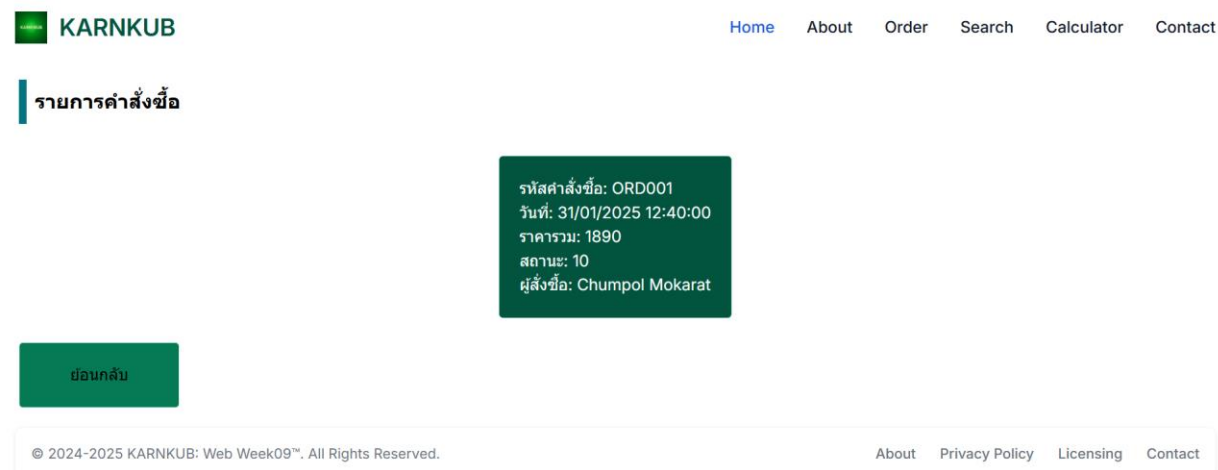 KARNKUB
Home About Order Search Calculator Contact
รายการคำสั่งซื้อ
รหัสคำสั่งซื้อ: ORD001
วันที่: 31/01/2025 12:40:00
ราคารวม: 1890
สถานะ: 10
ผู้สั่งซื้อ: Chumpol Mokarat
ย้อนกลับ
© 2024-2025 KARNKUB: Web Week09™. All Rights Reserved.
About Privacy Policy Licensing Contact